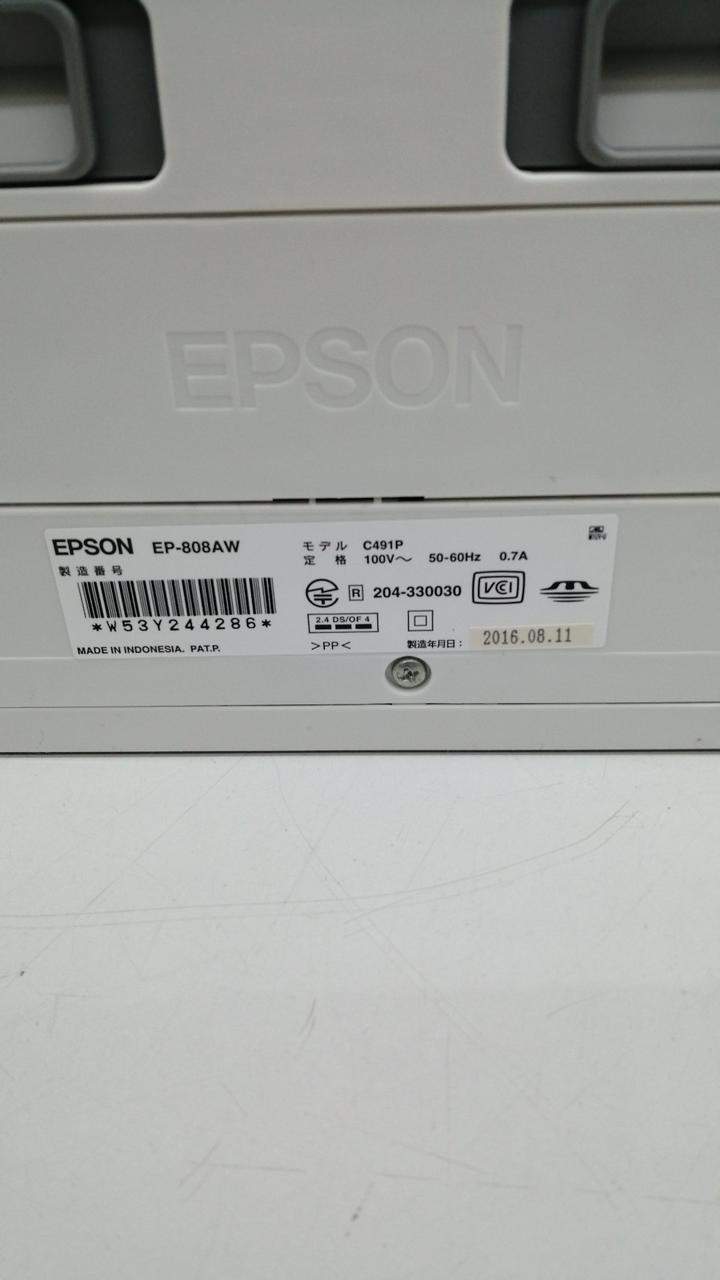 EPSON
EPSON EP-808AW
モデル C491P
定格 100V～ 50-60Hz 0.7A
製造番号
*W53Y244286*
R 204-330030 VCCI
2.4 DS/OF 4
>PP<
製造年月日： 2016.08.11
MADE IN INDONESIA. PAT.P.